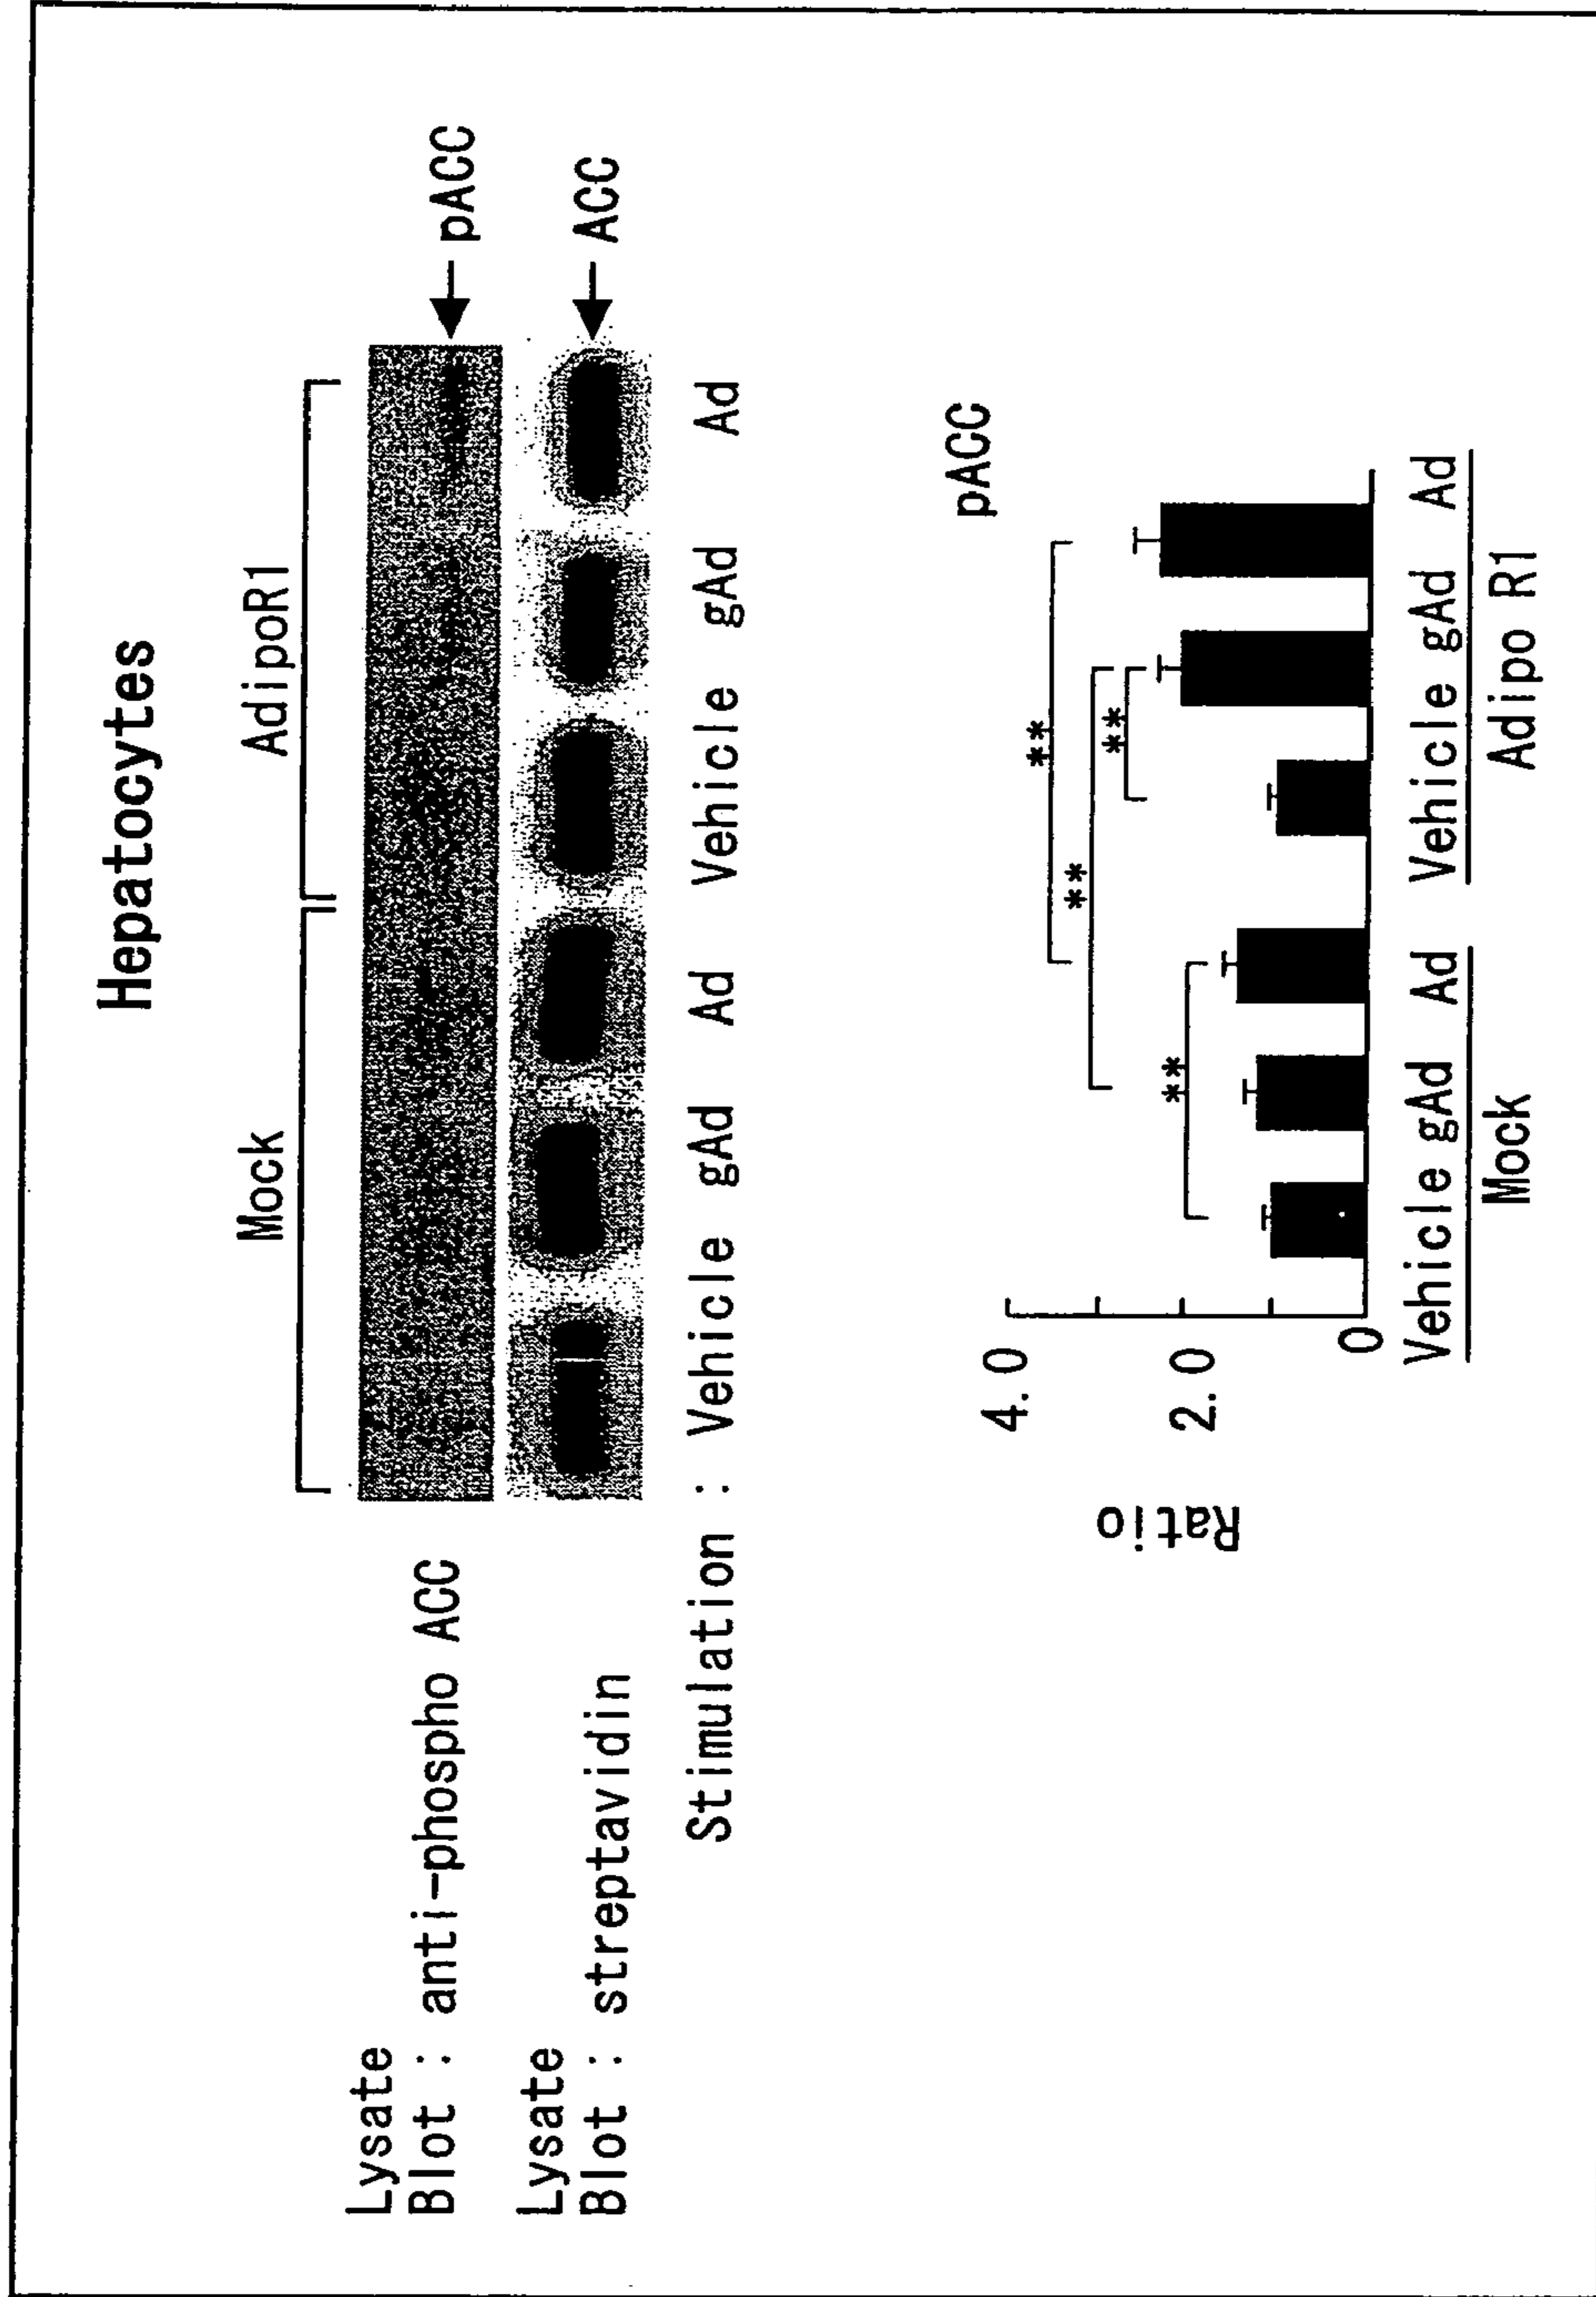 Hepatocytes
Mock AdipoR1
Lysate
Blot : anti-phospho ACC
pACC
Lysate
Blot : streptavidin
ACC
Stimulation : Vehicle gAd Ad Vehicle gAd Ad
pACC
Ratio
4.0
2.0
0
** ** ** **
Vehicle gAd Ad Vehicle gAd Ad
Mock Adipo R1